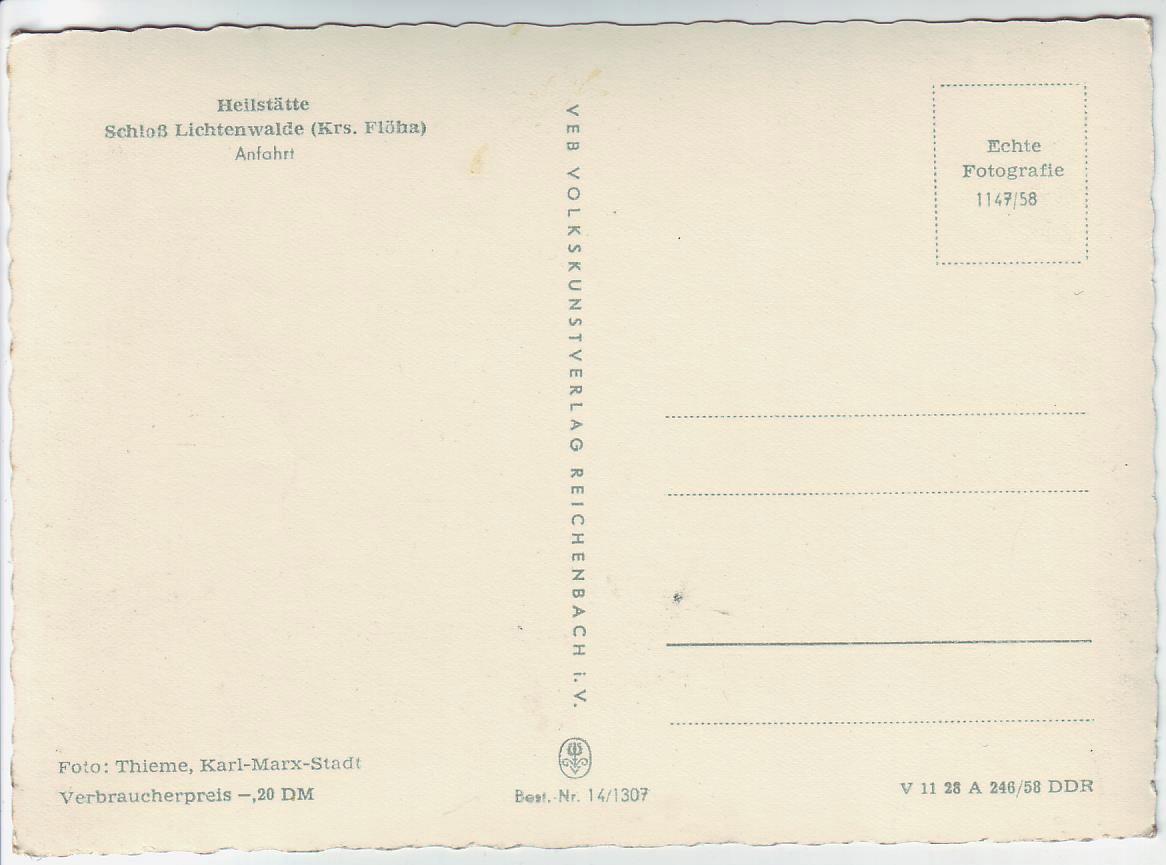 Heilstätte
Schloß Lichtenwalde (Krs. Flöha)
Anfahrt
VEB VOLKSKUNSTVERLAG REICHENBACH i. V.
Echte
Fotografie
1147/58
Foto: Thieme, Karl-Marx-Stadt
Verbraucherpreis –,20 DM
Best.-Nr. 14/1307
V 11 28 A 246/58 DDR